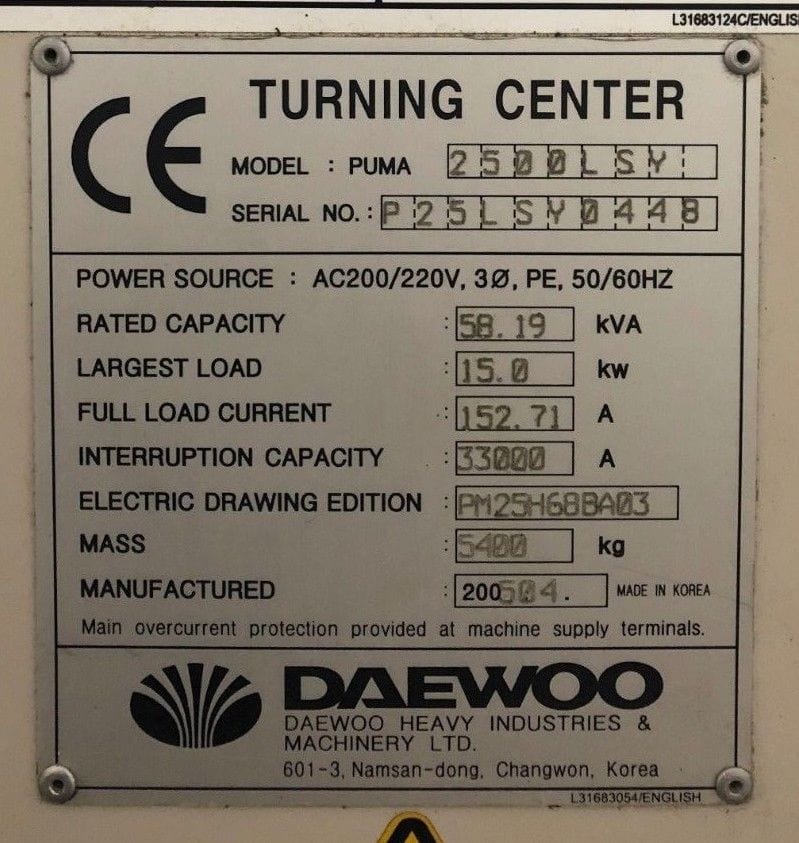 L31683124C/ENGLIS
CE
TURNING CENTER
MODEL : PUMA 2500LSY
SERIAL NO. : P25LSY0448
POWER SOURCE : AC200/220V, 3Ø, PE, 50/60HZ
RATED CAPACITY : 58.19 kVA
LARGEST LOAD : 15.0 kw
FULL LOAD CURRENT : 152.71 A
INTERRUPTION CAPACITY : 33000 A
ELECTRIC DRAWING EDITION : PM25H68BA03
MASS : 5400 kg
MANUFACTURED : 200604. MADE IN KOREA
Main overcurrent protection provided at machine supply terminals.
DAEWOO
DAEWOO HEAVY INDUSTRIES &
MACHINERY LTD.
601-3, Namsan-dong, Changwon, Korea
L31683054/ENGLISH